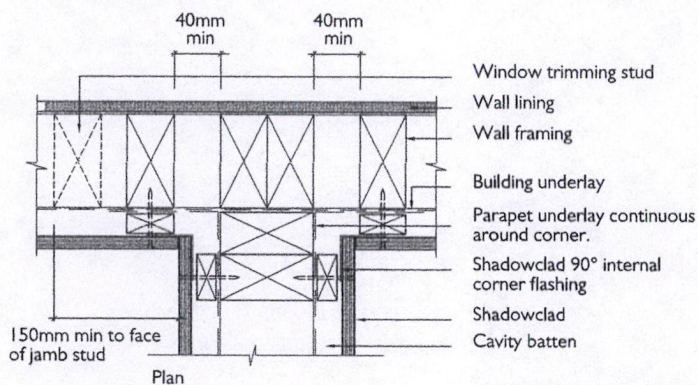 40mm
min
40mm
min
Window trimming stud
Wall lining
Wall framing
Building underlay
Parapet underlay continuous
around corner.
Shadowclad 90° internal
corner flashing
Shadowclad
Cavity batten
150mm min to face
of jamb stud
Plan